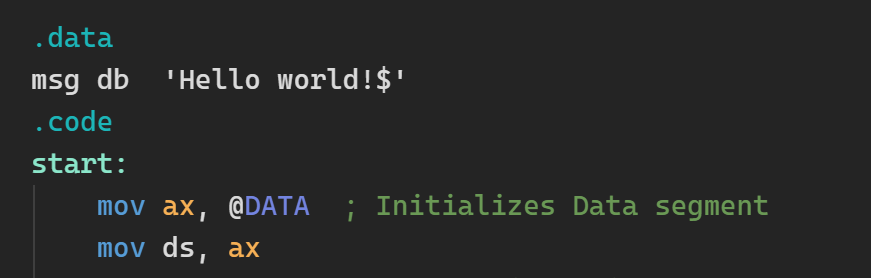 .data
msg db  'Hello world!$'
.code
start:
    mov ax, @DATA  ; Initializes Data segment
    mov ds, ax